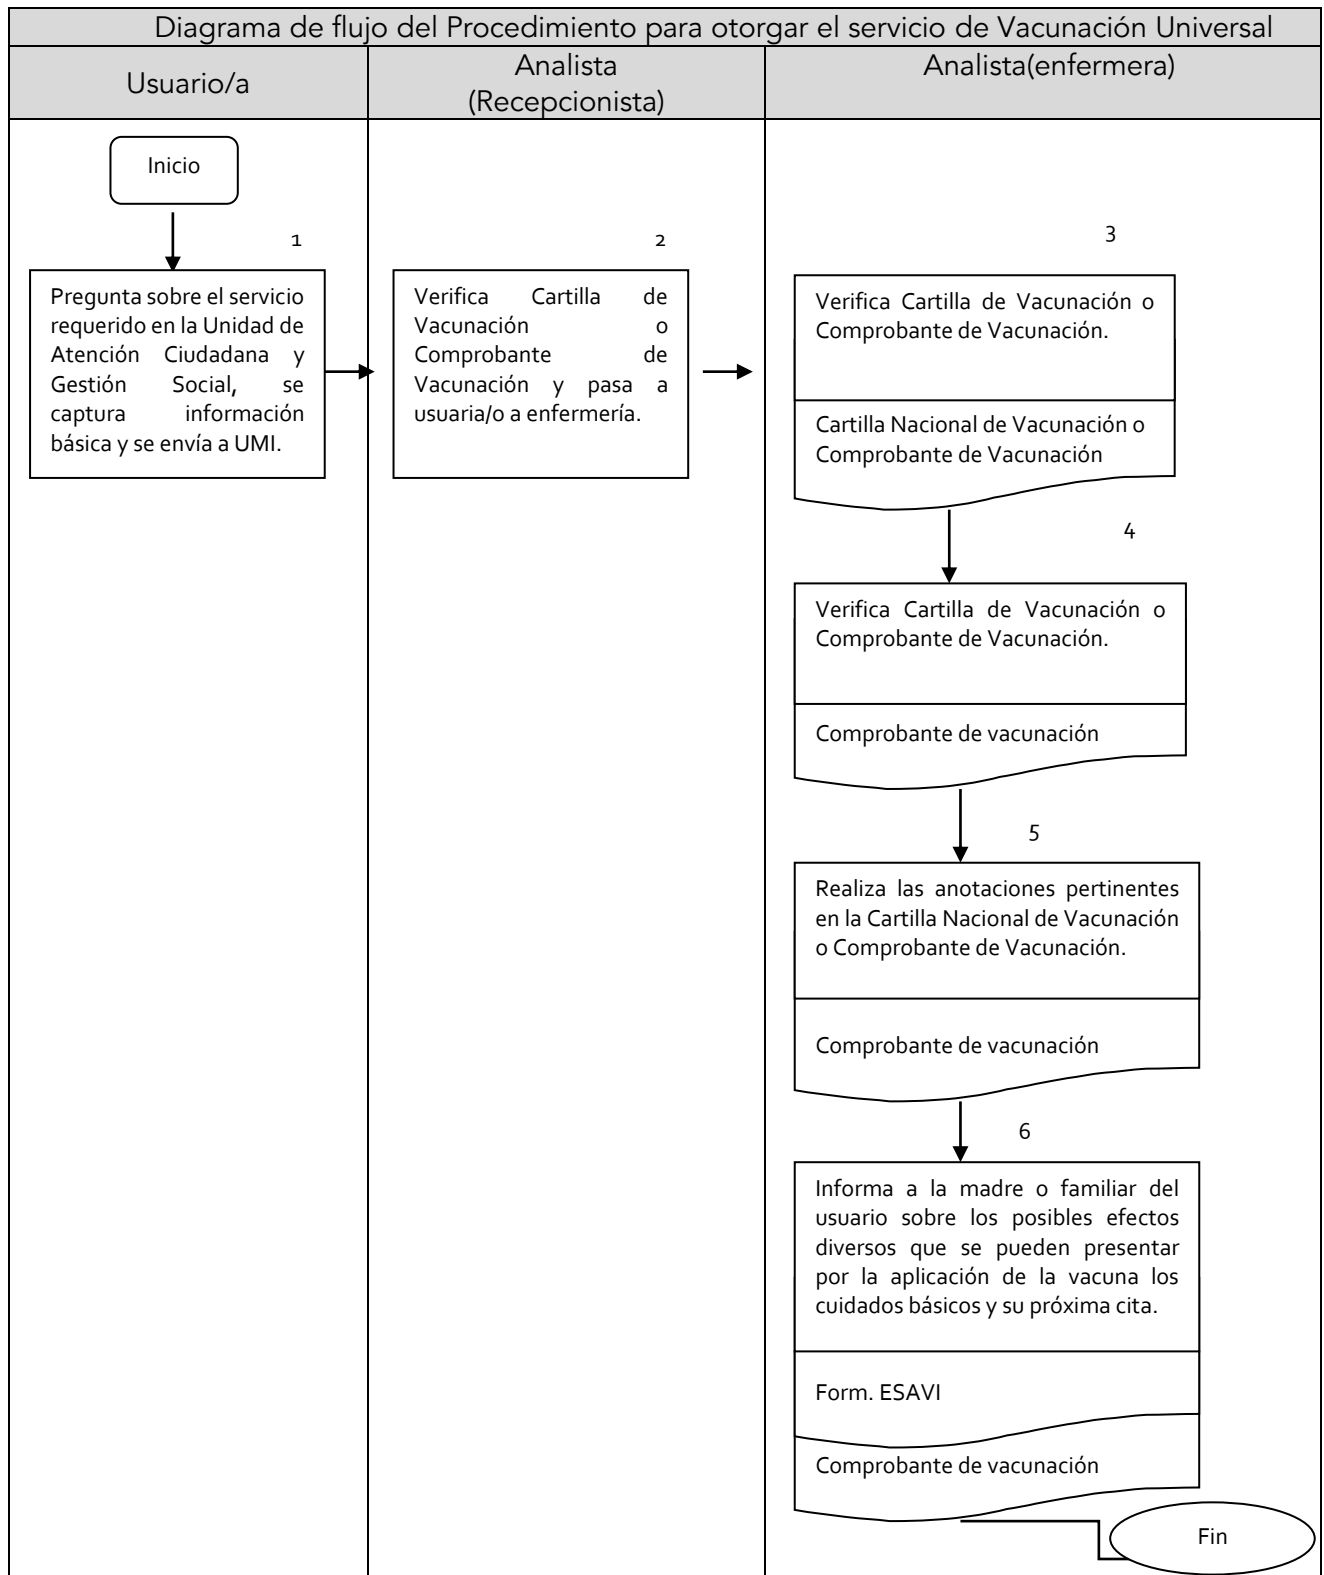 Diagrama de flujo del Procedimiento para otorgar el servicio de Vacunación Universal
Usuario/a
Analista
(Recepcionista)
Analista(enfermera)
Inicio
1
Pregunta sobre el servicio
requerido en la Unidad de
Atención Ciudadana y
Gestión Social, se
captura información
básica y se envía a UMI.
2
Verifica Cartilla de
Vacunación o
Comprobante de
Vacunación y pasa a
usuaria/o a enfermería.
3
Verifica Cartilla de Vacunación o
Comprobante de Vacunación.
Cartilla Nacional de Vacunación o
Comprobante de Vacunación
4
Verifica Cartilla de Vacunación o
Comprobante de Vacunación.
Comprobante de vacunación
5
Realiza las anotaciones pertinentes
en la Cartilla Nacional de Vacunación
o Comprobante de Vacunación.
Comprobante de vacunación
6
Informa a la madre o familiar del
usuario sobre los posibles efectos
diversos que se pueden presentar
por la aplicación de la vacuna los
cuidados básicos y su próxima cita.
Form. ESAVI
Comprobante de vacunación
Fin